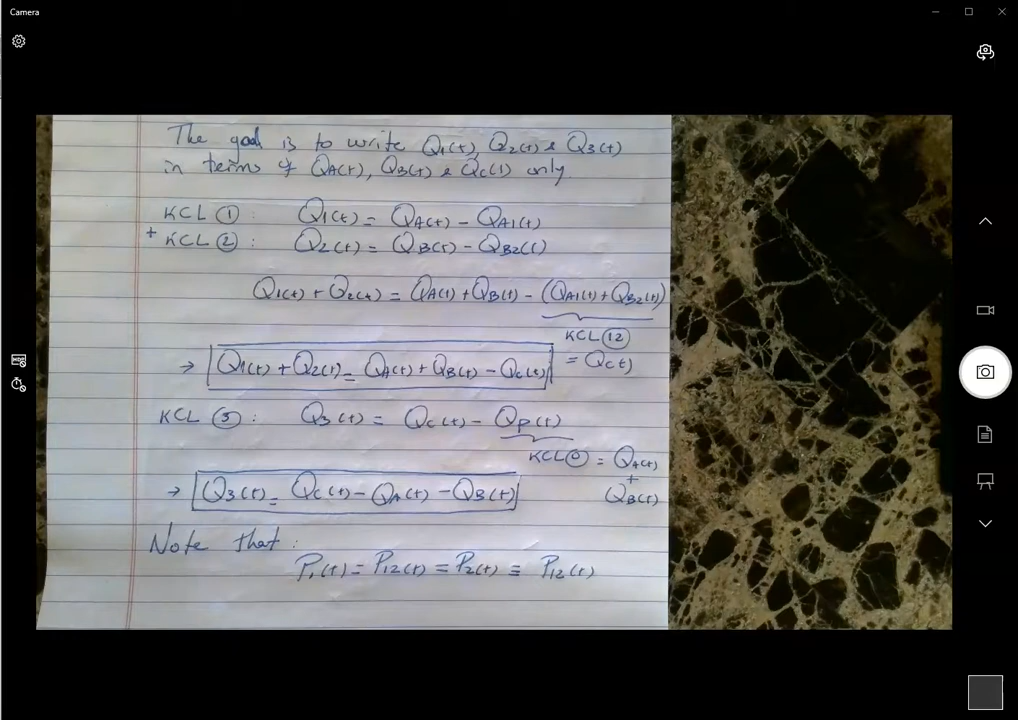 Camera
The goal is to write Q1(t), Q2(t) & Q3(t)
in terms of QA(t), QB(t) & QC(t) only
KCL ①: Q1(t) = QA(t) - QA1(t)
+ KCL ②: Q2(t) = QB(t) - QB2(t)
Q1(t) + Q2(t) = QA(t) + QB(t) - (QA1(t) + QB2(t))
KCL ⑫
= QC(t)
→ Q1(t) + Q2(t) = QA(t) + QB(t) - QC(t)
KCL ③: Q3(t) = QC(t) - QP(t)
KCL ⓪ = QA(t)
+
QB(t)
→ Q3(t) = QC(t) - QA(t) - QB(t)
Note that:
P1(t) = P12(t) = P2(t) ≡ P12(t)